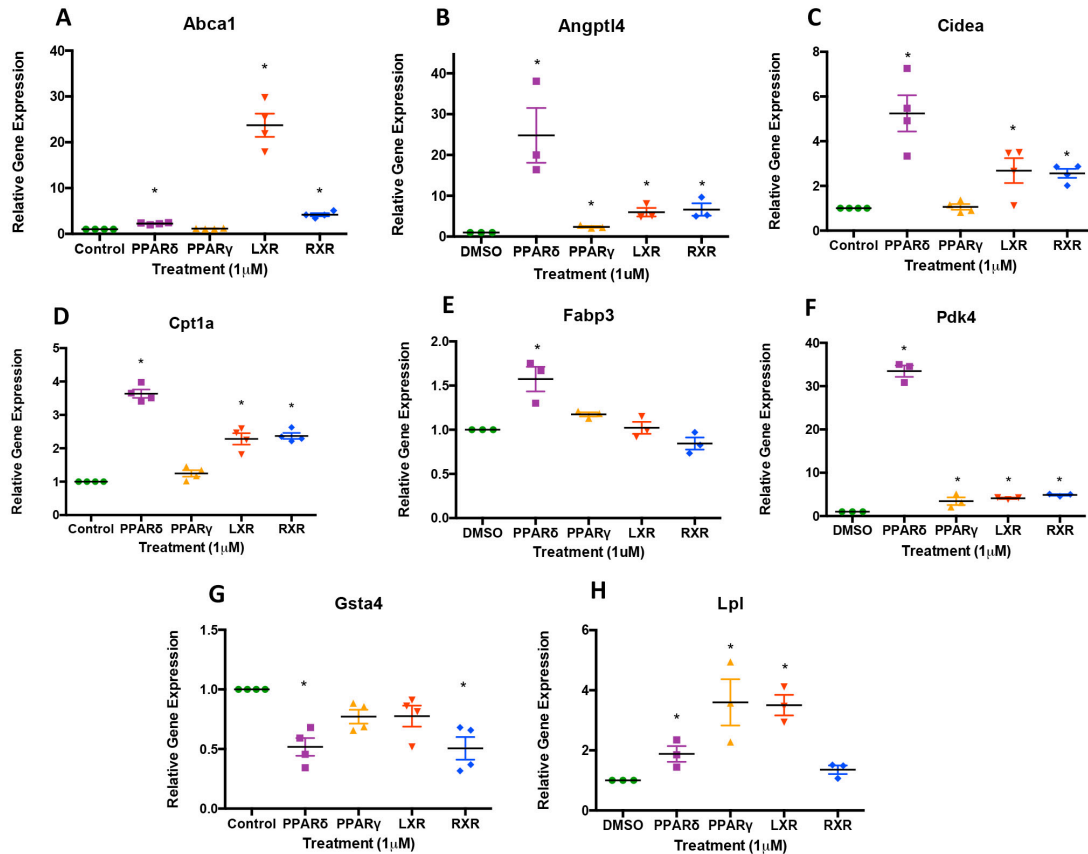 A
Abca1
Relative Gene Expression
40
30
20
10
0
*
*
*
Control PPARδ PPARγ LXR RXR
Treatment (1μM)
B
Angptl4
Relative Gene Expression
40
30
20
10
0
*
*
*
*
DMSO PPARδ PPARγ LXR RXR
Treatment (1uM)
C
Cidea
Relative Gene Expression
8
6
4
2
0
*
*
*
Control PPARδ PPARγ LXR RXR
Treatment (1μM)
D
Cpt1a
Relative Gene Expression
5
4
3
2
1
0
*
*
*
Control PPARδ PPARγ LXR RXR
Treatment (1μM)
E
Fabp3
Relative Gene Expression
2.0
1.5
1.0
0.5
0.0
*
DMSO PPARδ PPARγ LXR RXR
Treatment (1uM)
F
Pdk4
Relative Gene Expression
40
30
20
10
0
*
*
*
*
DMSO PPARδ PPARγ LXR RXR
Treatment (1μM)
G
Gsta4
Relative Gene Expression
1.5
1.0
0.5
0.0
*
*
Control PPARδ PPARγ LXR RXR
Treatment (1μM)
H
Lpl
Relative Gene Expression
6
4
2
0
*
*
*
DMSO PPARδ PPARγ LXR RXR
Treatment (1μM)